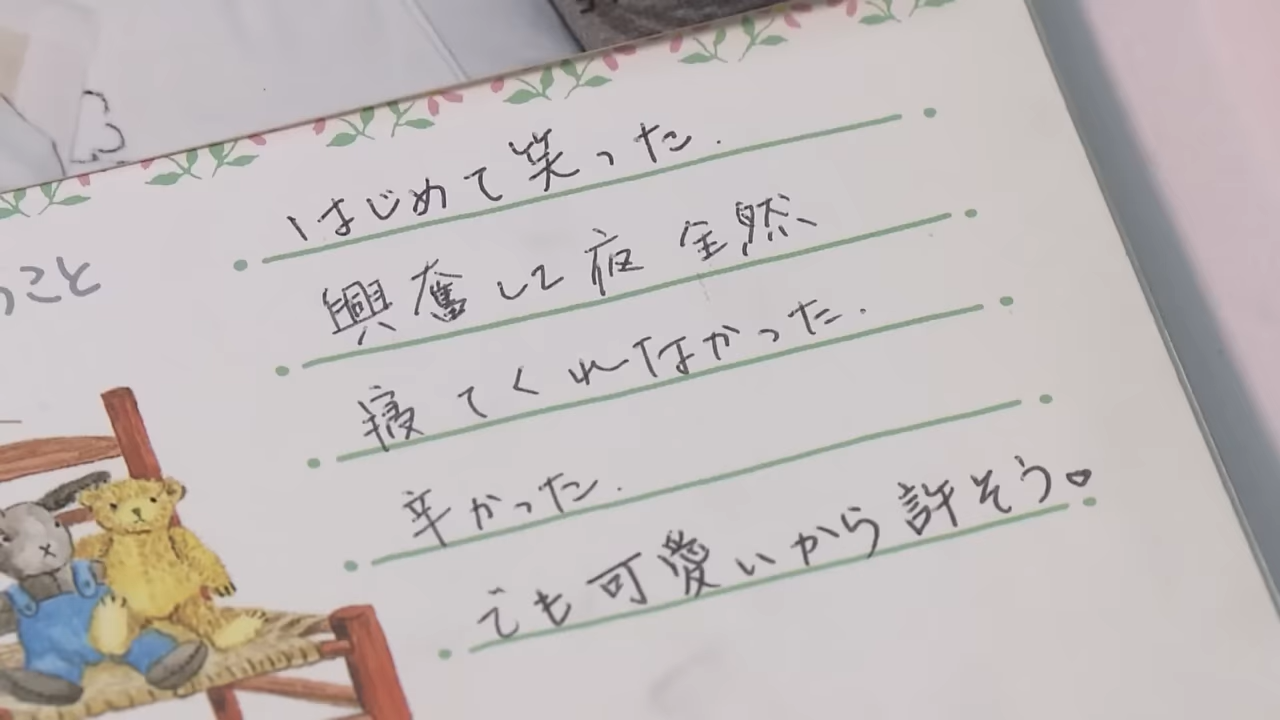 はじめて笑った.
興奮して夜 全然
寝てくれなかった.
辛かった.
でも可愛いから許そう。
こと